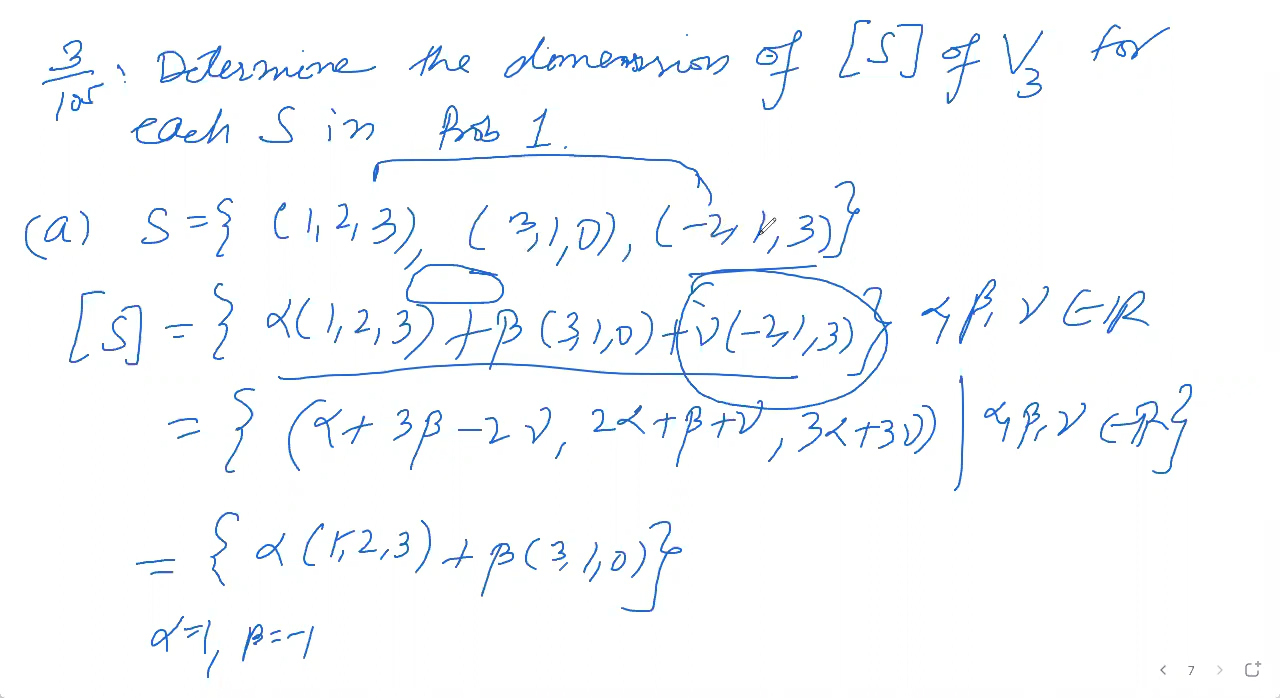 3/105: Determine the dimension of [S] of V₃ for
each S in Prob 1.
(a) S = { (1,2,3), (3,1,0), (-2,1,3) }
[S] = { α(1,2,3) + β(3,1,0) + ν(-2,1,3) } α, β, ν ∈ ℝ
= { (α + 3β - 2ν, 2α + β + ν, 3α + 3ν) | α, β, ν ∈ ℝ }
= { α(1,2,3) + β(3,1,0) }
α = 1, β = -1
< 7 >